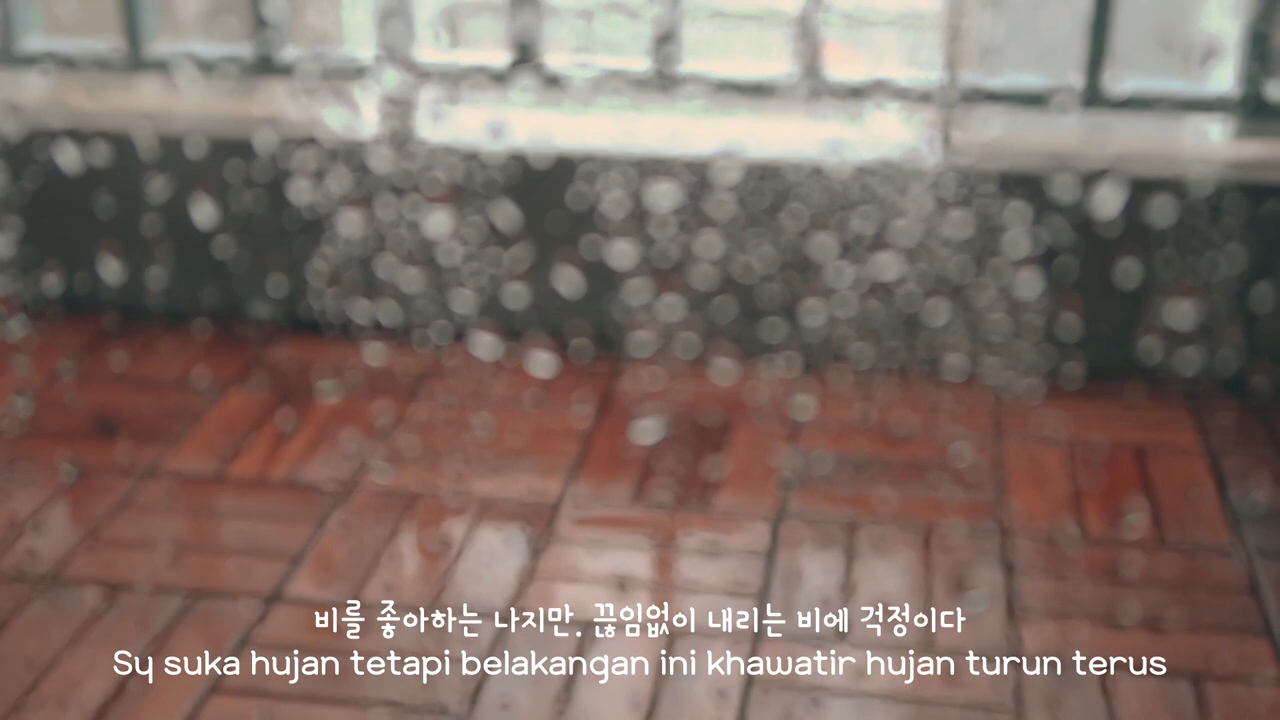 비를 좋아하는 나지만, 끊임없이 내리는 비에 걱정이다
Sy suka hujan tetapi belakangan ini khawatir hujan turun terus